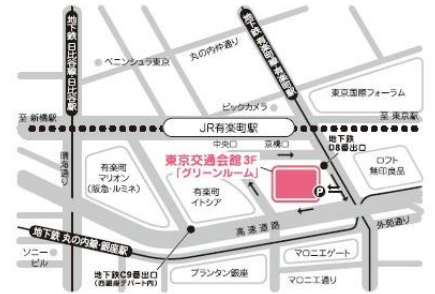 地下鉄 日比谷線・日比谷駅
丸の内仲通り
地下鉄 有楽町線・有楽町駅
ペニンシュラ東京
東京国際フォーラム
ビックカメラ
至 新橋駅
至 東京駅
JR有楽町駅
中央口
京橋口
地下鉄
D8番出口
東京交通会館 3F
「グリーンルーム」
晴海通り
有楽町
マリオン
(阪急・ルミネ)
有楽町
イトシア
ロフト
無印良品
P
高速道路
外苑通り
地下鉄 丸の内線・銀座駅
ソニー
ビル
地下鉄C9番出口
(西銀座デパート内)
プランタン銀座
マロニエゲート
マロニエ通り